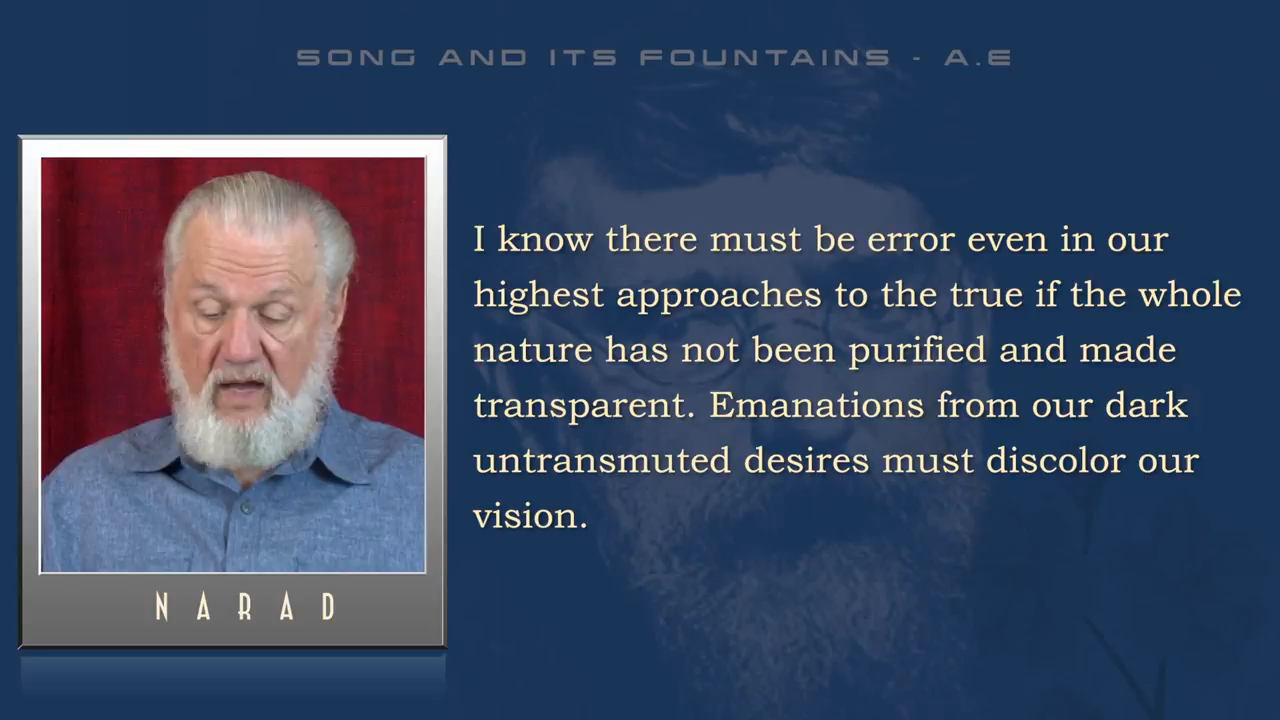 SONG AND ITS FOUNTAINS - A.E
I know there must be error even in our
highest approaches to the true if the whole
nature has not been purified and made
transparent. Emanations from our dark
untransmuted desires must discolor our
vision.
NARAD